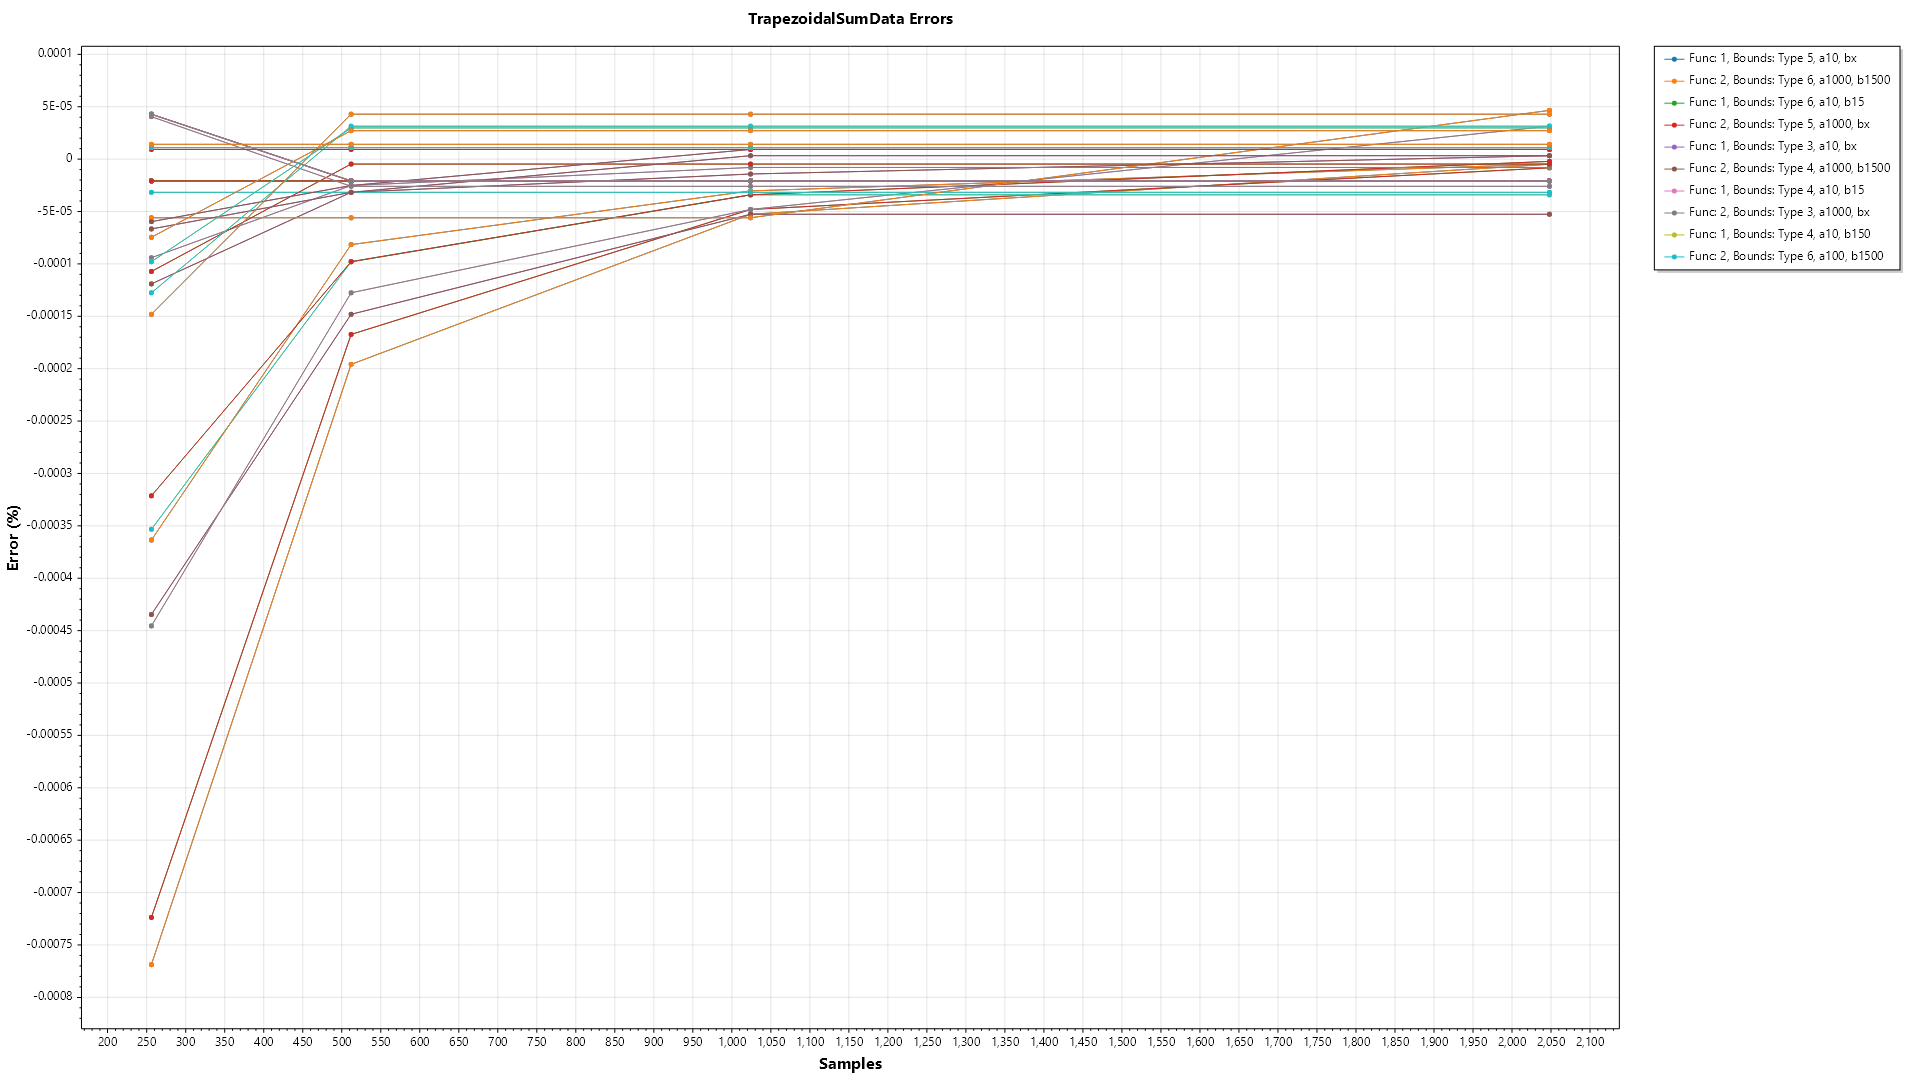 TrapezoidalSumData Errors
0.0001
5E-05
0
-5E-05
-0.0001
-0.00015
-0.0002
-0.00025
-0.0003
-0.00035
-0.0004
-0.00045
-0.0005
-0.00055
-0.0006
-0.00065
-0.0007
-0.00075
-0.0008
Error (%)
200 250 300 350 400 450 500 550 600 650 700 750 800 850 900 950 1,000 1,050 1,100 1,150 1,200 1,250 1,300 1,350 1,400 1,450 1,500 1,550 1,600 1,650 1,700 1,750 1,800 1,850 1,900 1,950 2,000 2,050 2,100
Samples
Func: 1, Bounds: Type 5, a10, bx
Func: 2, Bounds: Type 6, a1000, b1500
Func: 1, Bounds: Type 6, a10, b15
Func: 2, Bounds: Type 5, a1000, bx
Func: 1, Bounds: Type 3, a10, bx
Func: 2, Bounds: Type 4, a1000, b1500
Func: 1, Bounds: Type 4, a10, b15
Func: 2, Bounds: Type 3, a1000, bx
Func: 1, Bounds: Type 4, a10, b150
Func: 2, Bounds: Type 6, a100, b1500